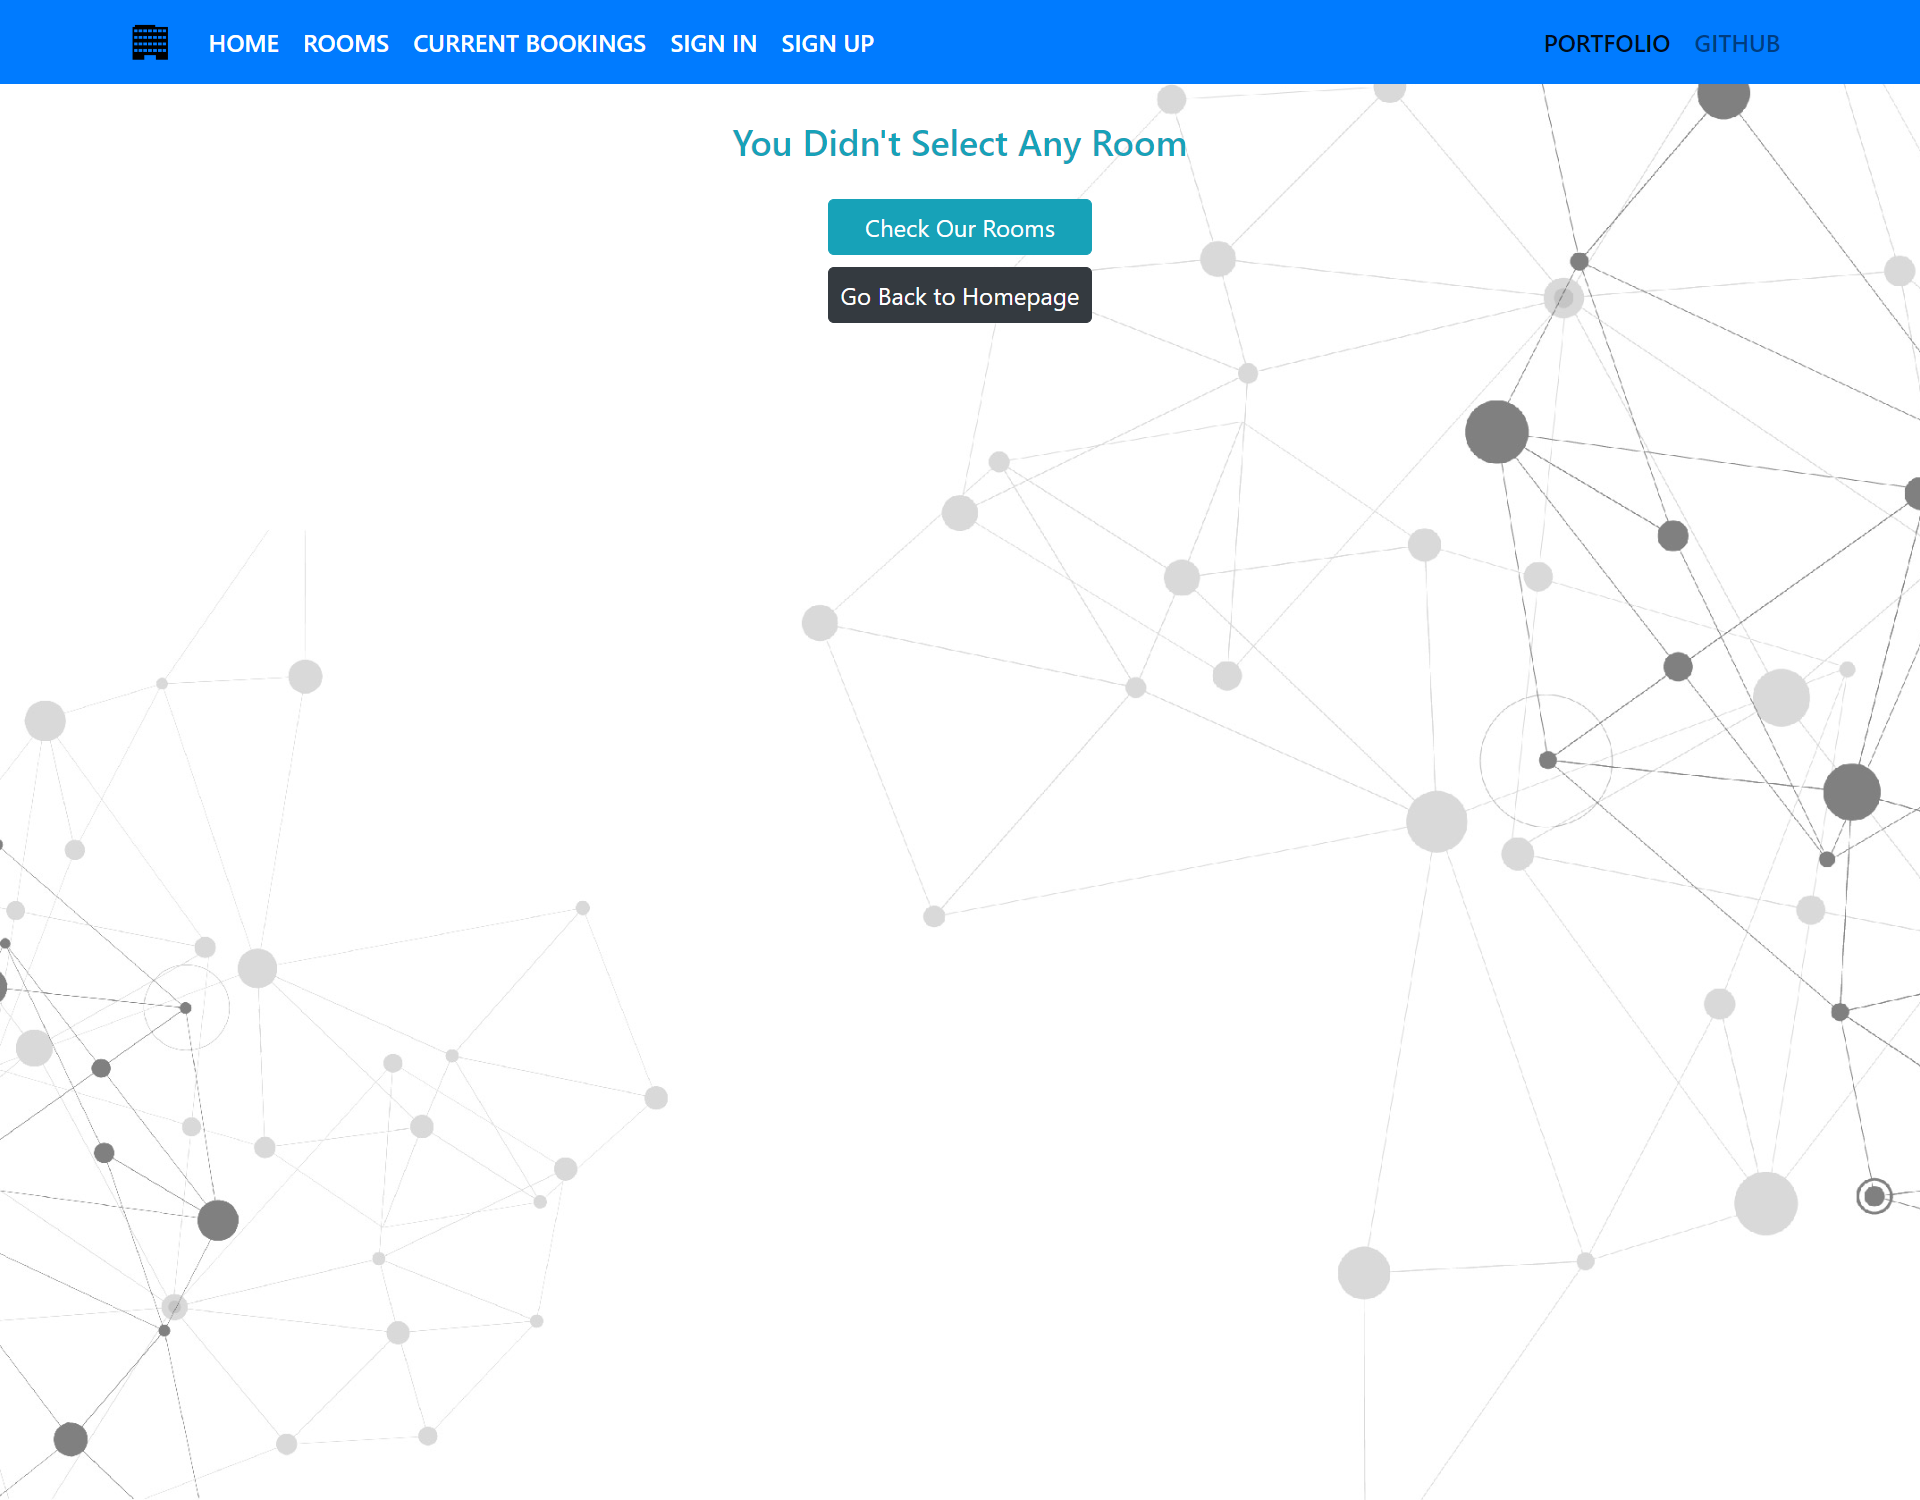 HOME ROOMS CURRENT BOOKINGS SIGN IN SIGN UP PORTFOLIO GITHUB
You Didn't Select Any Room
Check Our Rooms
Go Back to Homepage